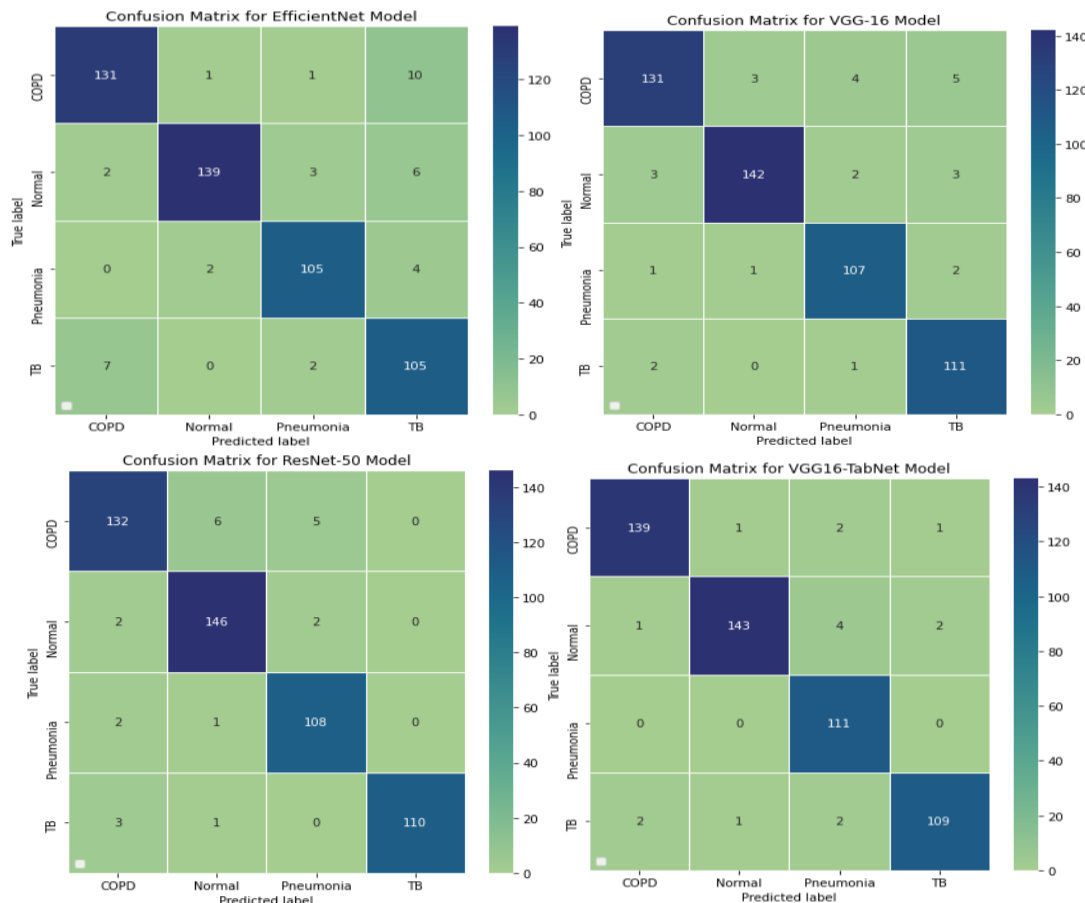 Confusion Matrix for EfficientNet Model
COPD 131 1 1 10
Normal 2 139 3 6
Pneumonia 0 2 105 4
TB 7 0 2 105
COPD Normal Pneumonia TB
Predicted label
True label
120
100
80
60
40
20
0
Confusion Matrix for VGG-16 Model
COPD 131 3 4 5
Normal 3 142 2 3
Pneumonia 1 1 107 2
TB 2 0 1 111
COPD Normal Pneumonia TB
Predicted label
True label
140
120
100
80
60
40
20
0
Confusion Matrix for ResNet-50 Model
COPD 132 6 5 0
Normal 2 146 2 0
Pneumonia 2 1 108 0
TB 3 1 0 110
COPD Normal Pneumonia TB
Predicted label
True label
140
120
100
80
60
40
20
0
Confusion Matrix for VGG16-TabNet Model
COPD 139 1 2 1
Normal 1 143 4 2
Pneumonia 0 0 111 0
TB 2 1 2 109
COPD Normal Pneumonia TB
Predicted label
True label
140
120
100
80
60
40
20
0